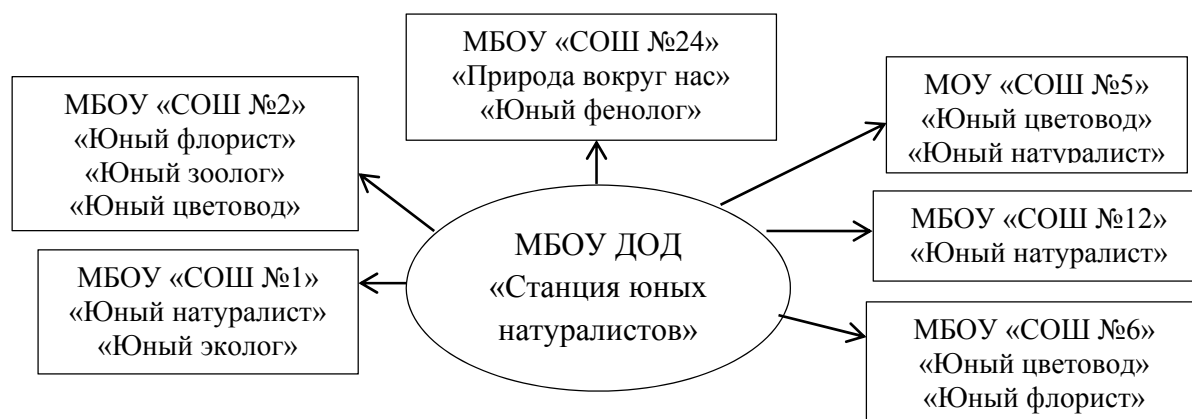 МБОУ «СОШ №24»
«Природа вокруг нас»
«Юный фенолог»
МБОУ «СОШ №2»
«Юный флорист»
«Юный зоолог»
«Юный цветовод»
МОУ «СОШ №5»
«Юный цветовод»
«Юный натуралист»
МБОУ ДОД
«Станция юных
натуралистов»
МБОУ «СОШ №12»
«Юный натуралист»
МБОУ «СОШ №1»
«Юный натуралист»
«Юный эколог»
МБОУ «СОШ №6»
«Юный цветовод»
«Юный флорист»